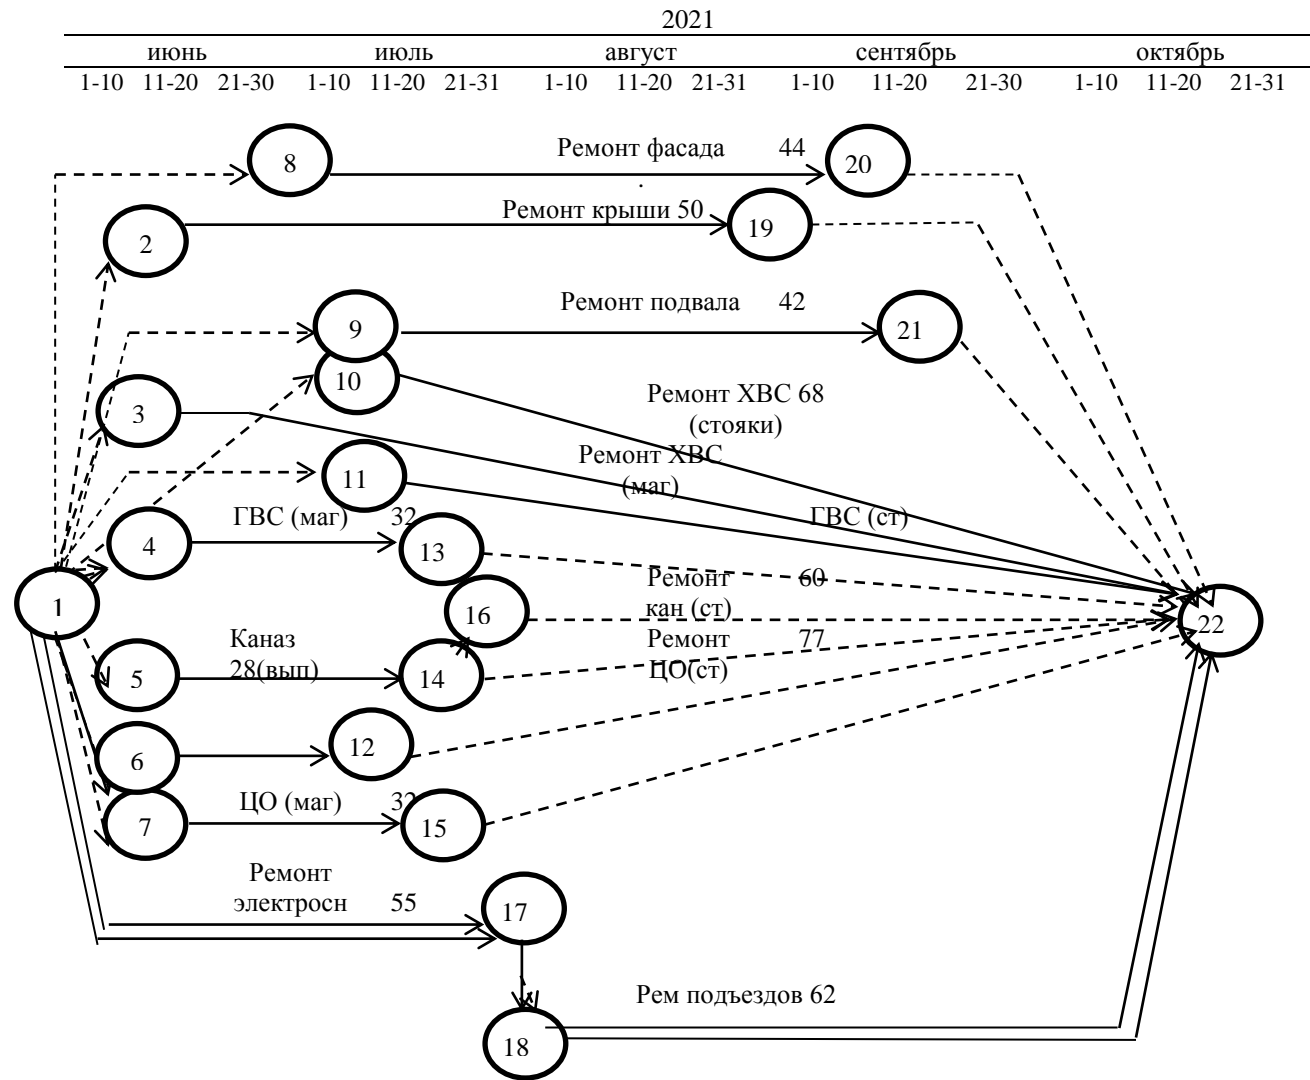 2021
июнь июль август сентябрь октябрь
1-10 11-20 21-30 1-10 11-20 21-31 1-10 11-20 21-31 1-10 11-20 21-30 1-10 11-20 21-31
8
Ремонт фасада 44
20
2
Ремонт крыши 50
19
9
Ремонт подвала 42
21
10
3
Ремонт ХВС 68
(стояки)
Ремонт ХВС
(маг)
11
ГВС (маг) 32
ГВС (ст)
4
13
1
Ремонт 60
кан (ст)
16
22
Каназ
28(вып)
Ремонт 77
ЦО(ст)
5
14
6
12
ЦО (маг) 32
7
15
Ремонт
электросн 55
17
Рем подъездов 62
18